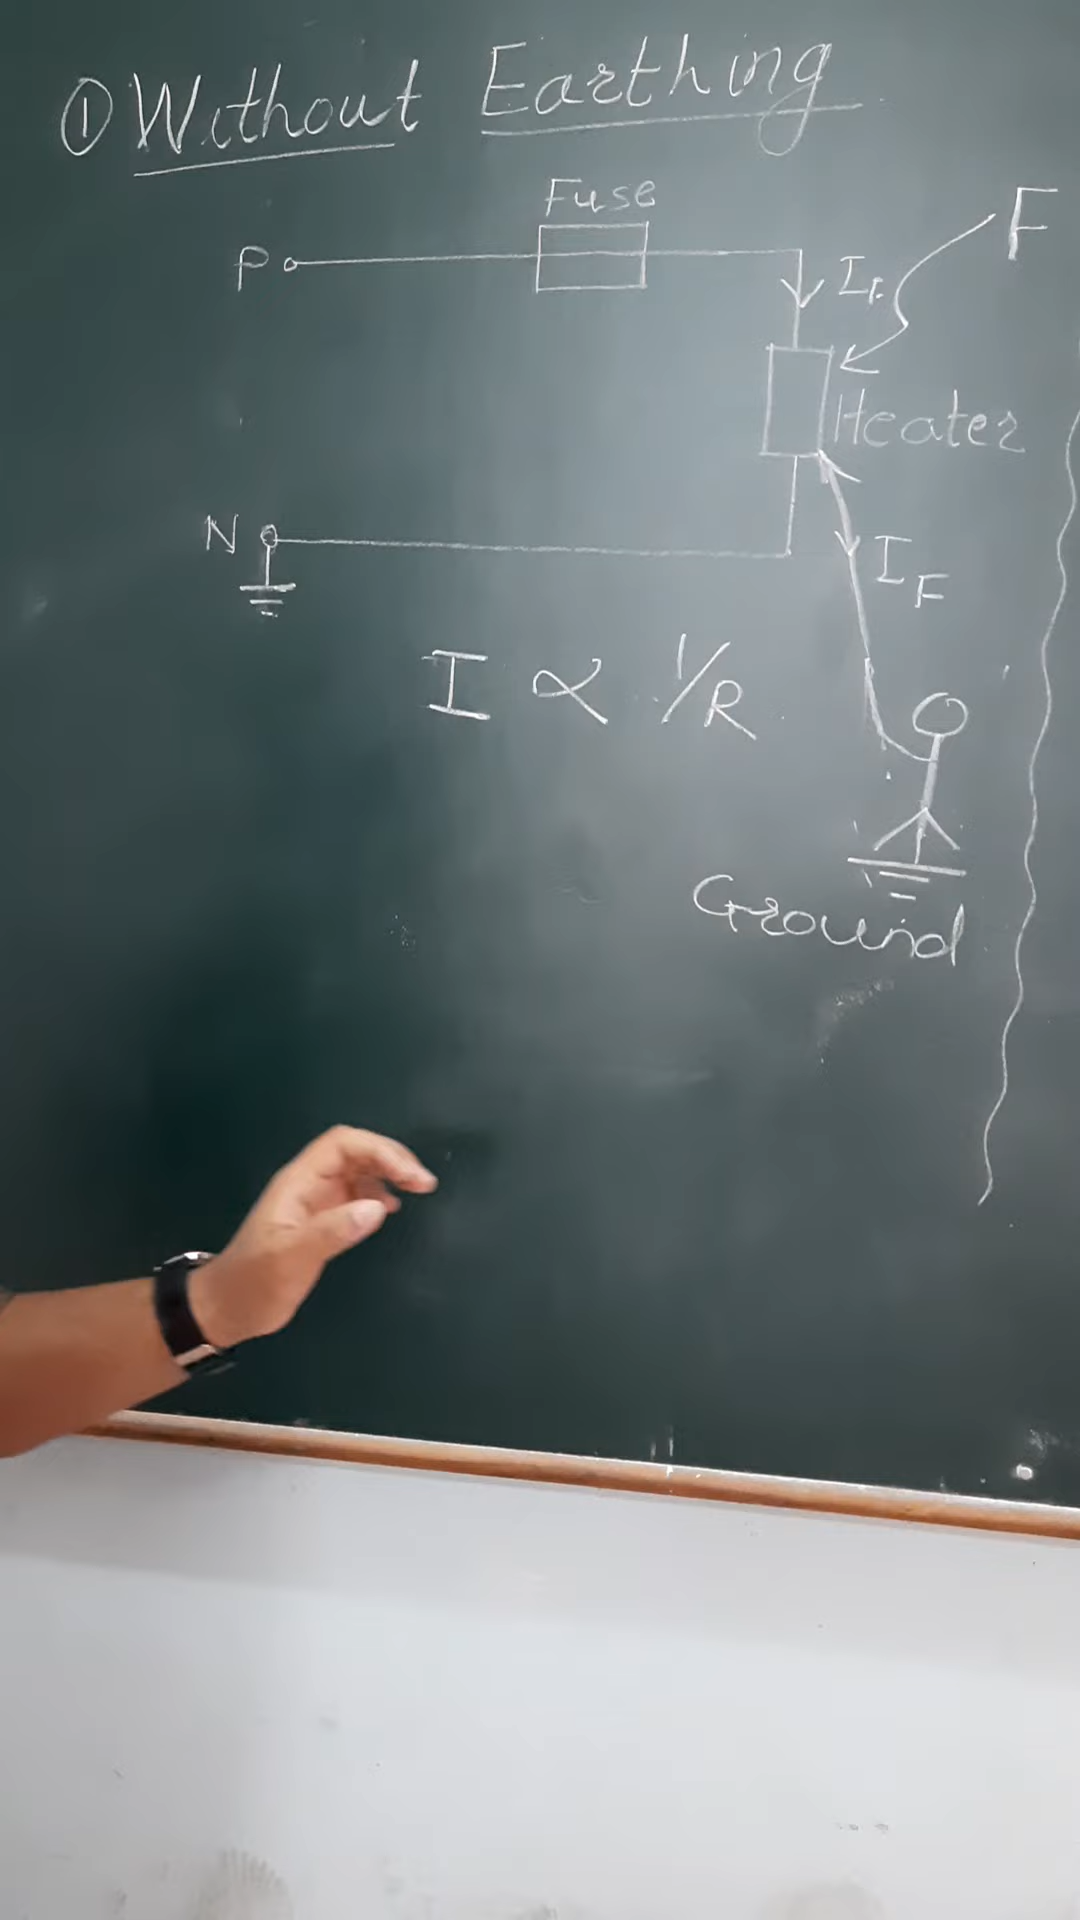 ① Without Earthing
Fuse
F
P
I_F
Heater
N
I_F
I ∝ 1/R
Ground